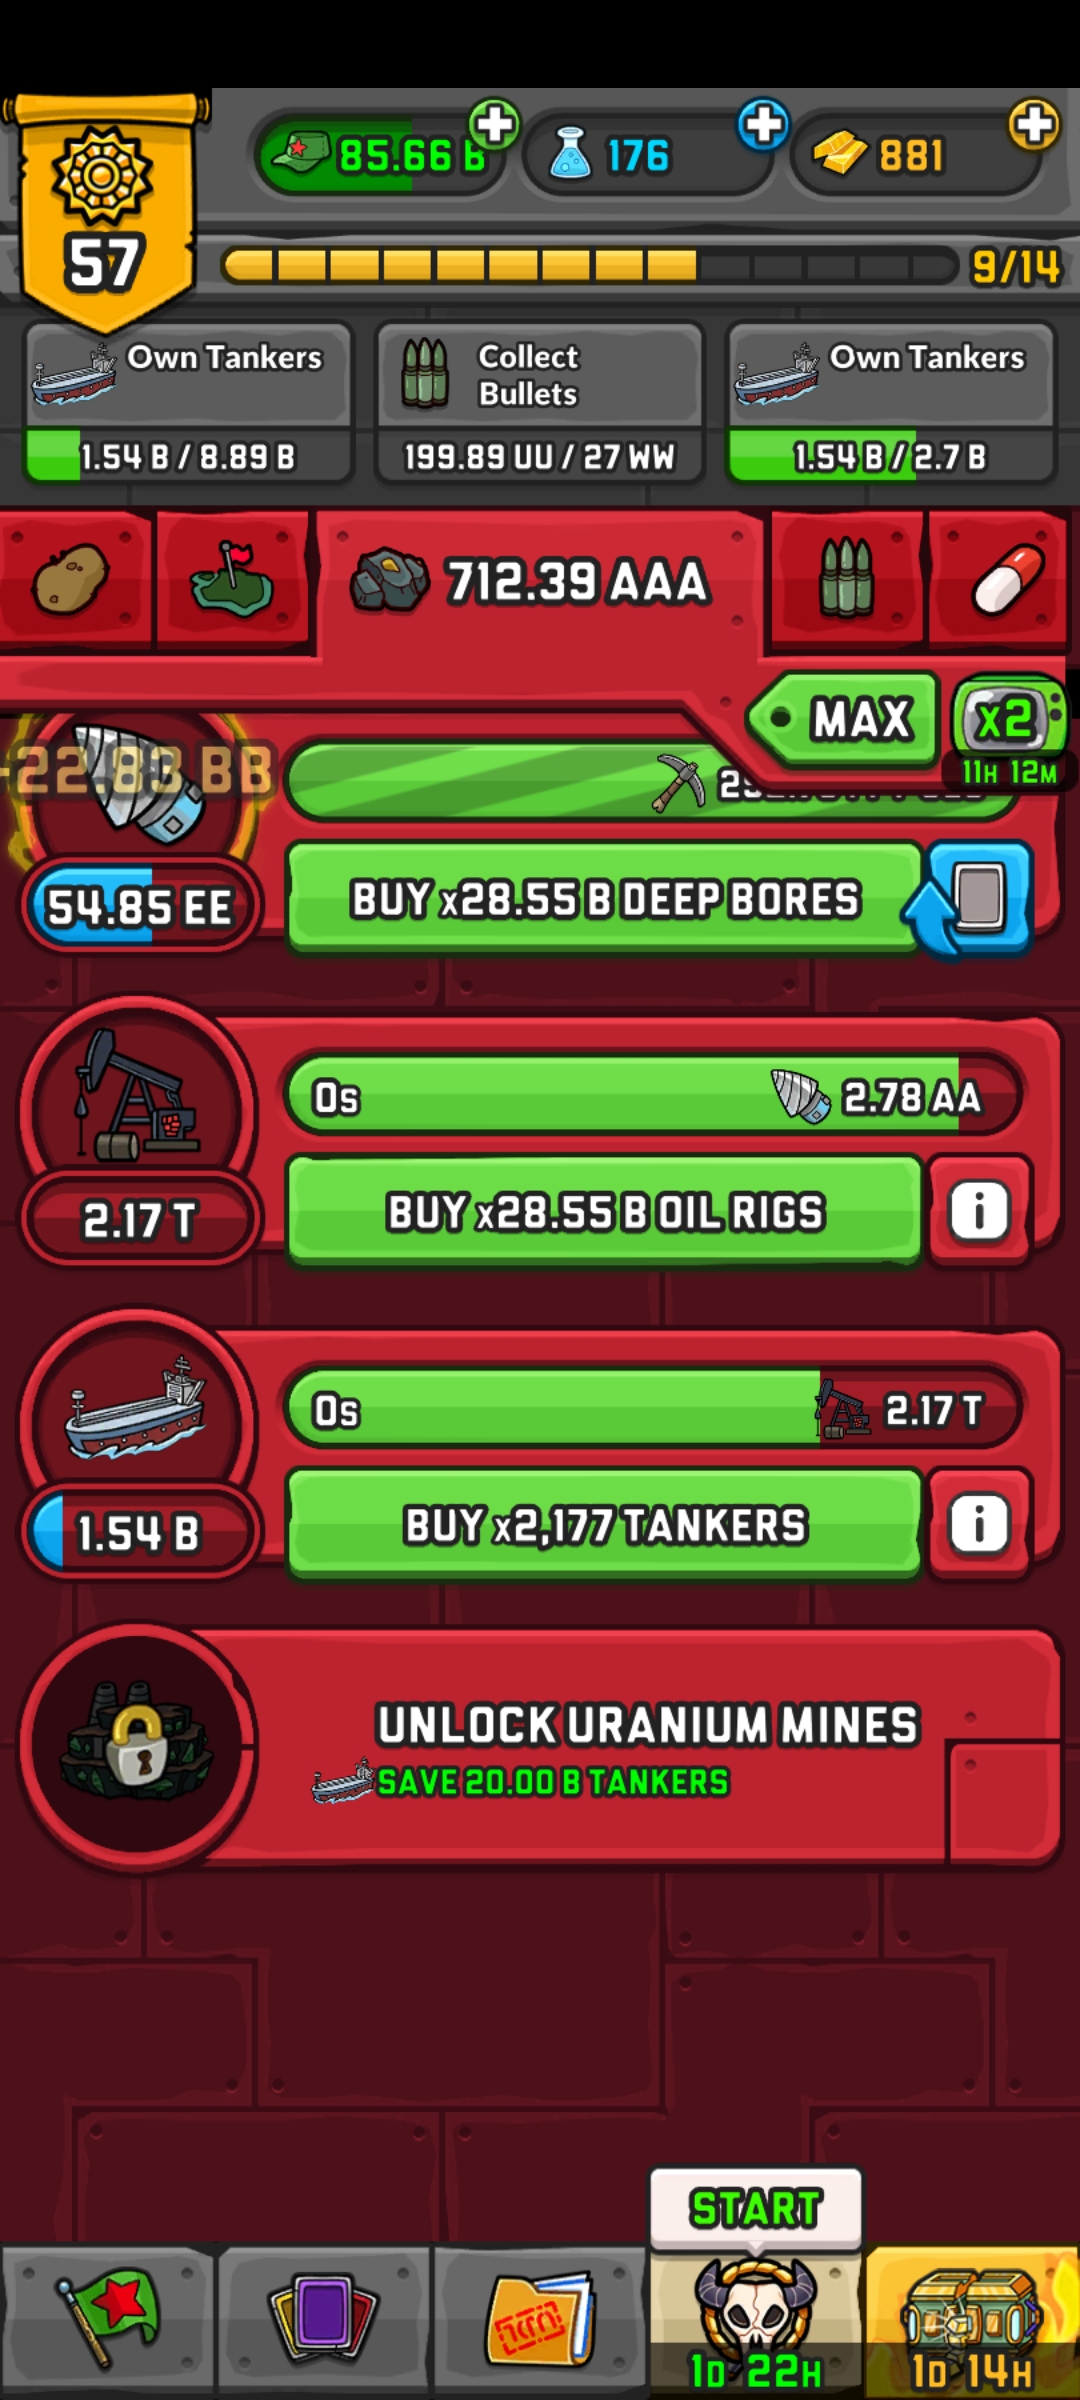 57
85.66 B
176
881
9/14
Own Tankers
1.54 B / 8.89 B
Collect
Bullets
199.89 UU / 27 WW
Own Tankers
1.54 B / 2.7 B
712.39 AAA
MAX
x2
11H 12M
-22.83 BB
54.85 EE
BUY x28.55 B DEEP BORES
0s
2.78 AA
2.17 T
BUY x28.55 B OIL RIGS
i
0s
2.17 T
1.54 B
BUY x2,177 TANKERS
i
UNLOCK URANIUM MINES
SAVE 20.00 B TANKERS
START
1D 22H
1D 14H